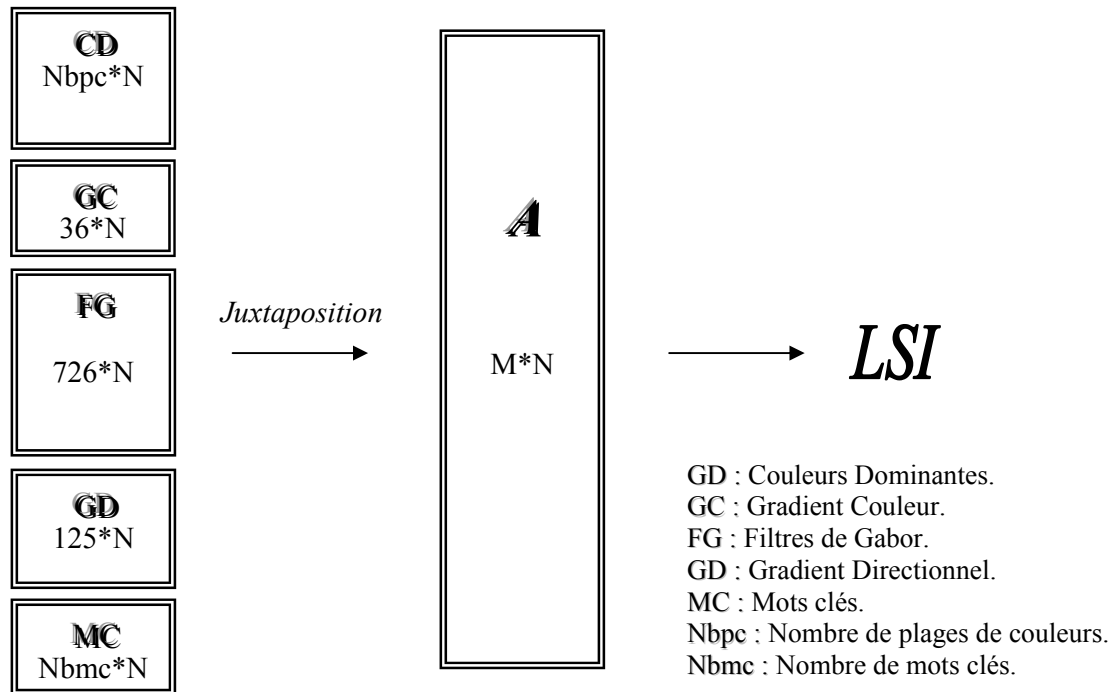 CD
Nbpc*N
GC
36*N
FG
726*N
GD
125*N
MC
Nbmc*N
Juxtaposition
A
M*N
LSI
GD : Couleurs Dominantes.
GC : Gradient Couleur.
FG : Filtres de Gabor.
GD : Gradient Directionnel.
MC : Mots clés.
Nbpc : Nombre de plages de couleurs.
Nbmc : Nombre de mots clés.